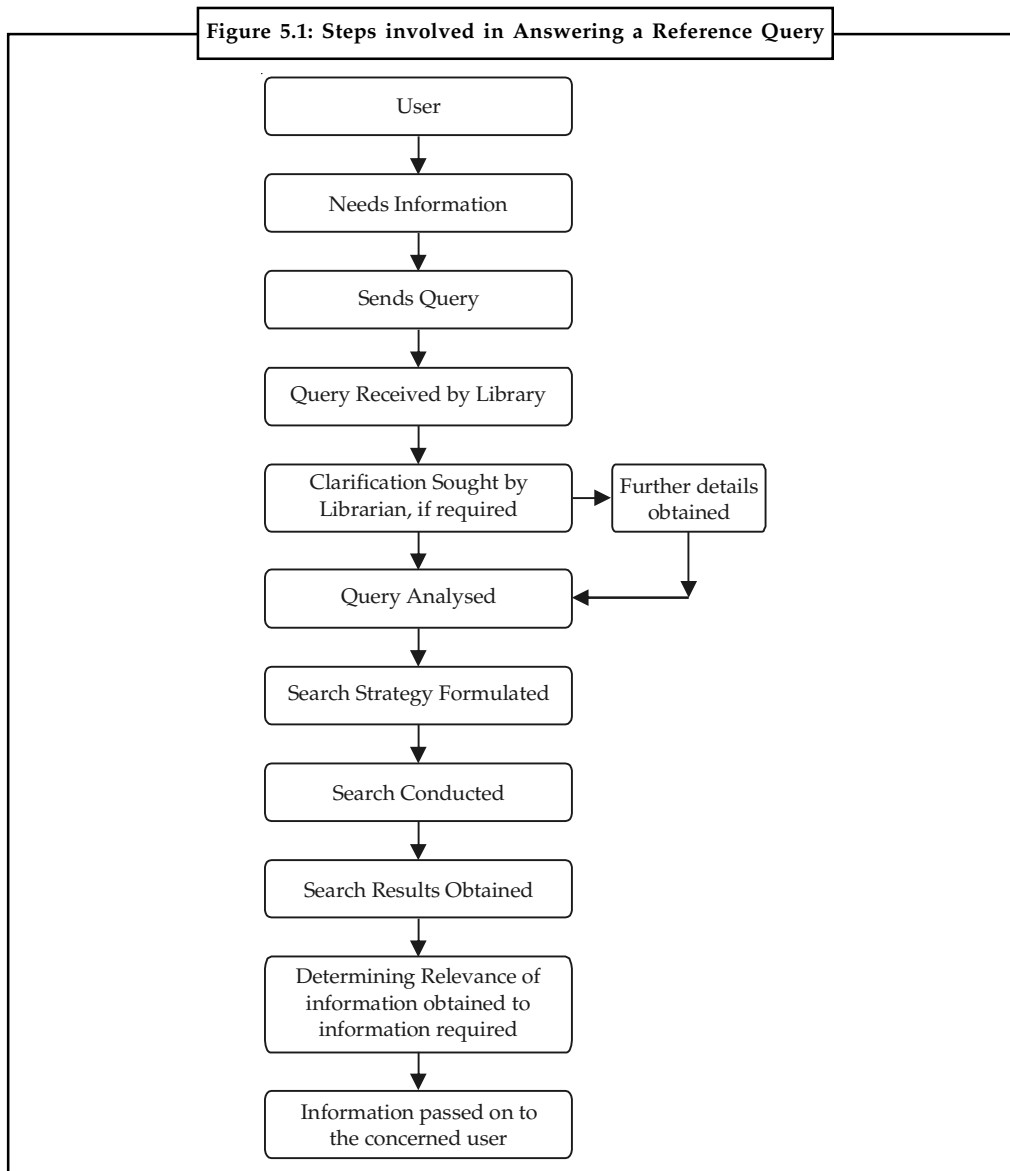 Figure 5.1: Steps involved in Answering a Reference Query
User
Needs Information
Sends Query
Query Received by Library
Clarification Sought by
Librarian, if required
Further details
obtained
Query Analysed
Search Strategy Formulated
Search Conducted
Search Results Obtained
Determining Relevance of
information obtained to
information required
Information passed on to
the concerned user